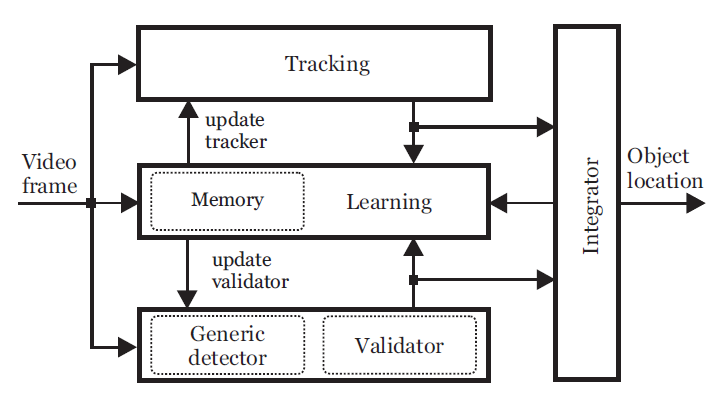 Tracking
update
tracker
Video
frame
Memory
Learning
Integrator
Object
location
update
validator
Generic
detector
Validator